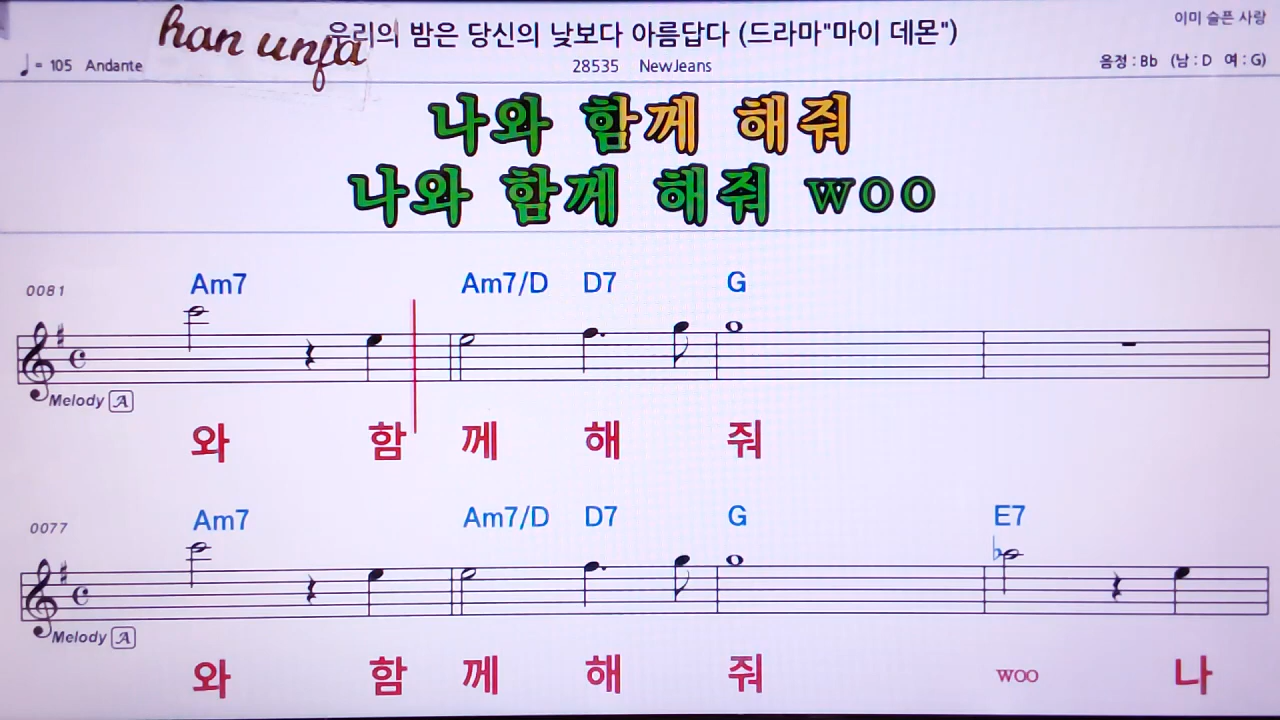 han unfa
우리의 밤은 당신의 낮보다 아름답다 (드라마"마이 데몬")
이미 슬픈 사랑
♩= 105 Andante
28535 NewJeans
음정 : Bb (남 : D 여 : G)
나와 함께 해줘
나와 함께 해줘 woo
0081 Am7 Am7/D D7 G
Melody A
와 함 께 해 줘
0077 Am7 Am7/D D7 G E7
Melody A
와 함 께 해 줘 woo 나